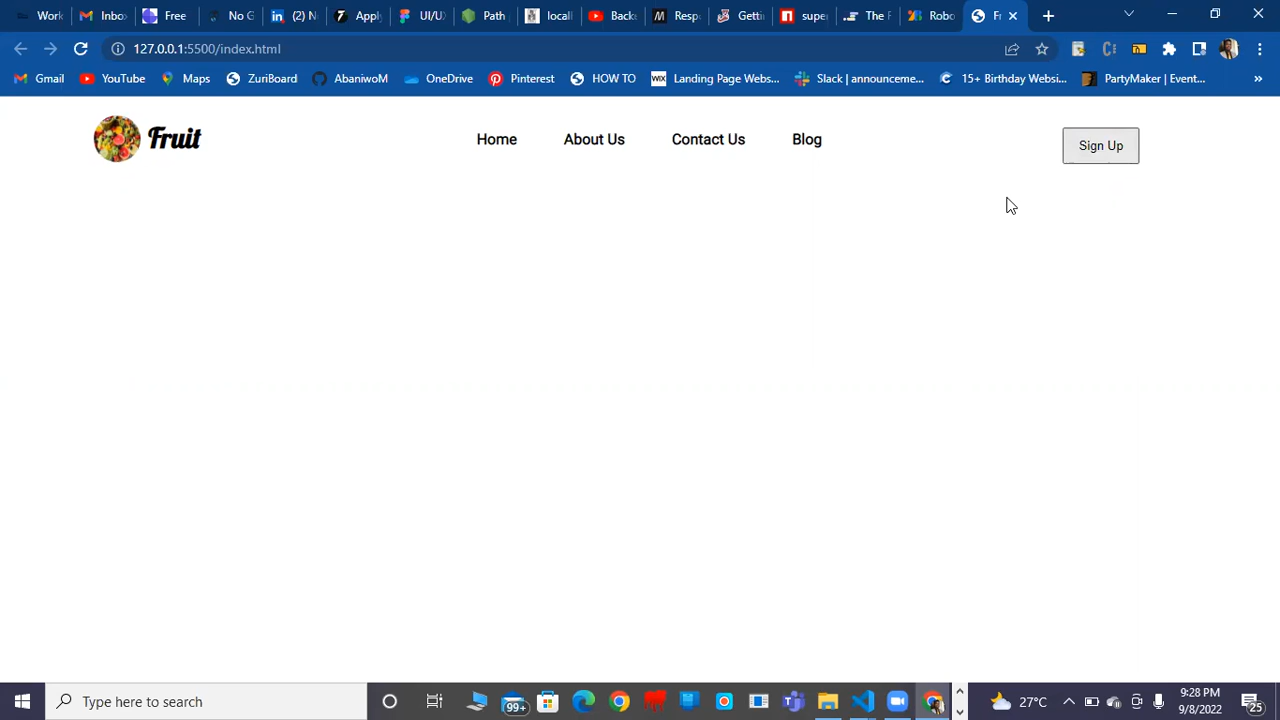 Work Inbo Free No G (2) N Apply UI/UX Path local Back Resp Getti supe The F Robo Fr
127.0.0.1:5500/index.html
Gmail YouTube Maps ZuriBoard AbaniwoM OneDrive Pinterest HOW TO WIX Landing Page Webs... Slack | announceme... 15+ Birthday Websi... PartyMaker | Event... »
Fruit Home About Us Contact Us Blog Sign Up
Type here to search 99+ 27°C 9:28 PM
9/8/2022 25